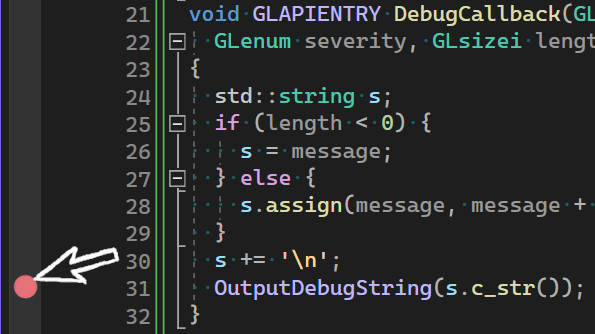 21 void GLAPIENTRY DebugCallback(GL
22 GLenum severity, GLsizei lengt
23 {
24 std::string s;
25 if (length < 0) {
26 s = message;
27 } else {
28 s.assign(message, message +
29 }
30 s += '\n';
31 OutputDebugString(s.c_str());
32 }